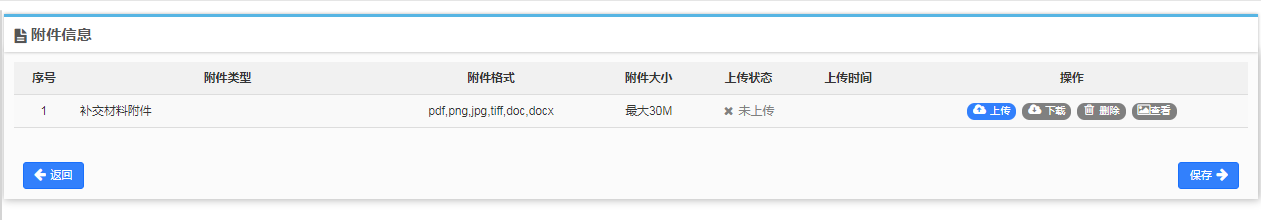 附件信息
序号 附件类型 附件格式 附件大小 上传状态 上传时间 操作
1 补交材料附件 pdf,png,jpg,tiff,doc,docx 最大30M 未上传 上传 下载 删除 查看
返回 保存